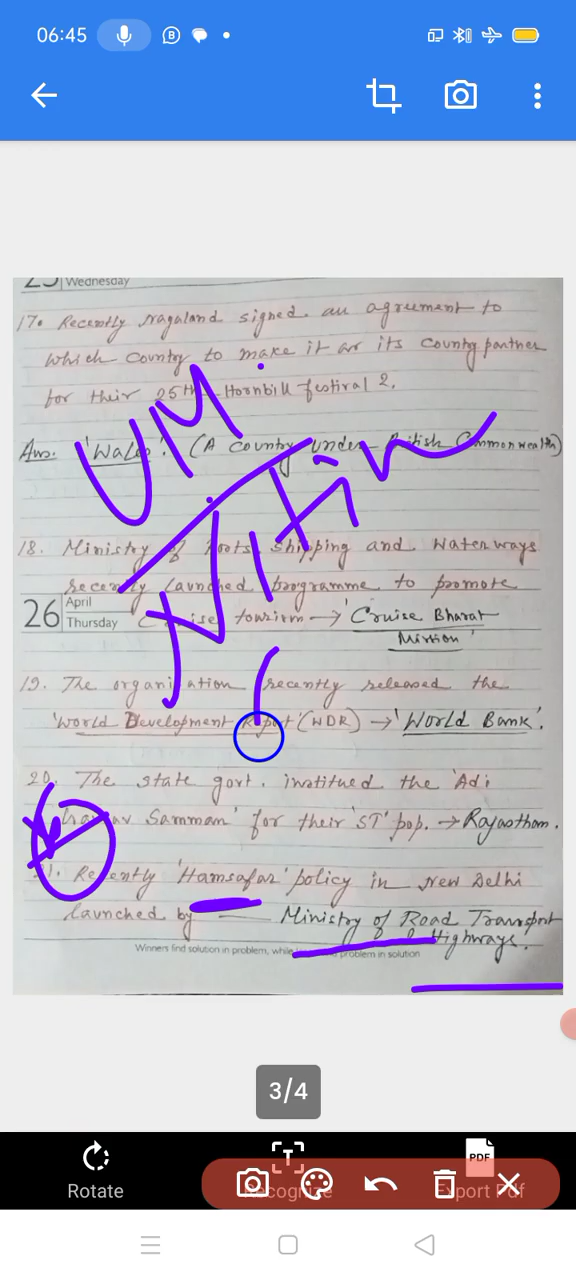 06:45
Wednesday
17. Recently Nagaland signed an agreement to
which country to make it as its country partner
for their 25th Hornbill festival ?.
Ans. 'Wales'. (A country under British Commonwealth)
UM
Nitin
18. Ministry of Ports, Shipping and Waterways
recently launched programme to promote
26 April
Thursday
Cruise tourism → 'Cruise Bharat
Mission'
19. The organisation recently released the
'World Development Report' (WDR) → 'World Bank'.
20. The state govt. institued the 'Adi
Samman' for their 'ST' pop. → Rajasthan.
21. Recently 'Hamsafar' policy in New Delhi
launched by — Ministry of Road Transport
& Highways.
Winners find solution in problem, while problem in solution
3/4
Rotate
Recognize
Export Pdf
PDF